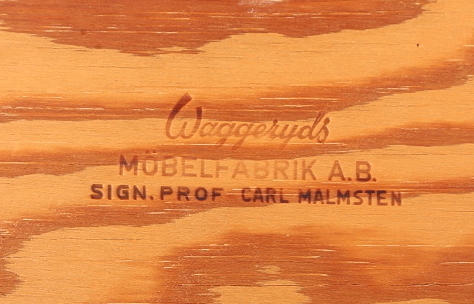 Waggeryds
MÖBELFABRIK A.B.
SIGN. PROF CARL MALMSTEN